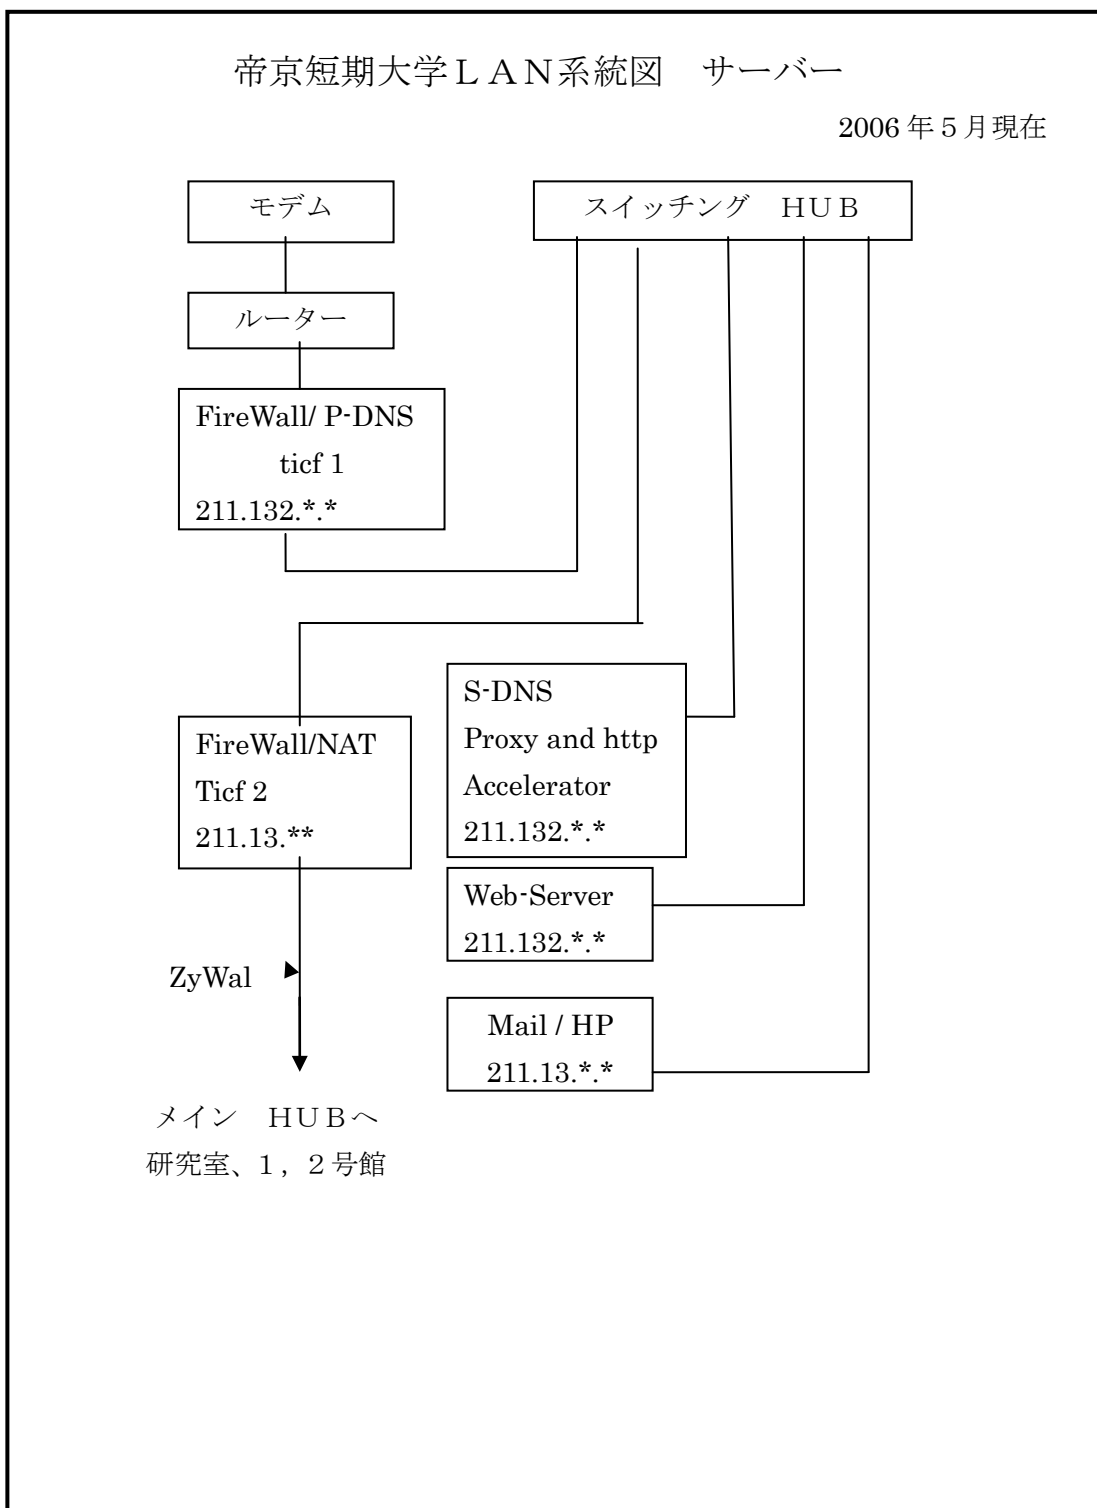 帝京短期大学ＬＡＮ系統図　サーバー
2006 年５月現在
モデム
スイッチング　ＨＵＢ
ルーター
FireWall/ P-DNS
ticf 1
211.132.*.*
S-DNS
Proxy and http
Accelerator
211.132.*.*
FireWall/NAT
Ticf 2
211.13.**
Web-Server
211.132.*.*
ZyWal
Mail / HP
211.13.*.*
メイン　ＨＵＢへ
研究室、１，２号館